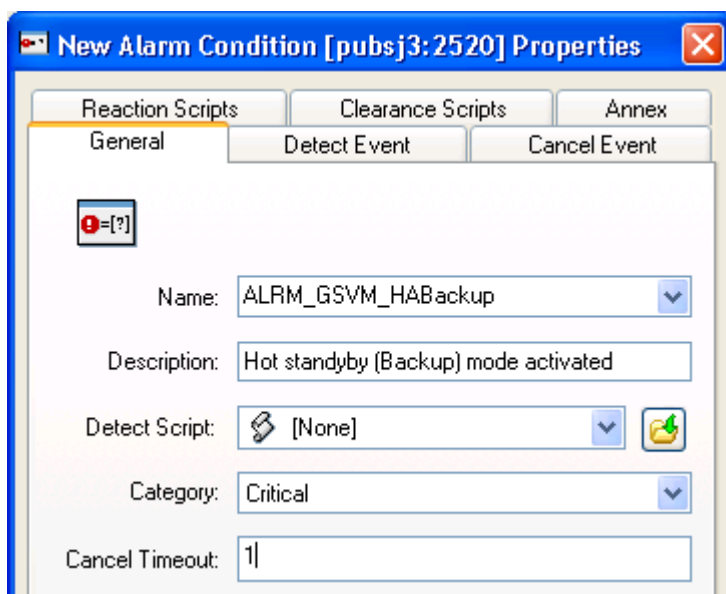 New Alarm Condition [pubsj3:2520] Properties
Reaction Scripts Clearance Scripts Annex
General Detect Event Cancel Event
!=[?]
Name: ALRM_GSVM_HABackup
Description: Hot standyby (Backup) mode activated
Detect Script: [None]
Category: Critical
Cancel Timeout: 1